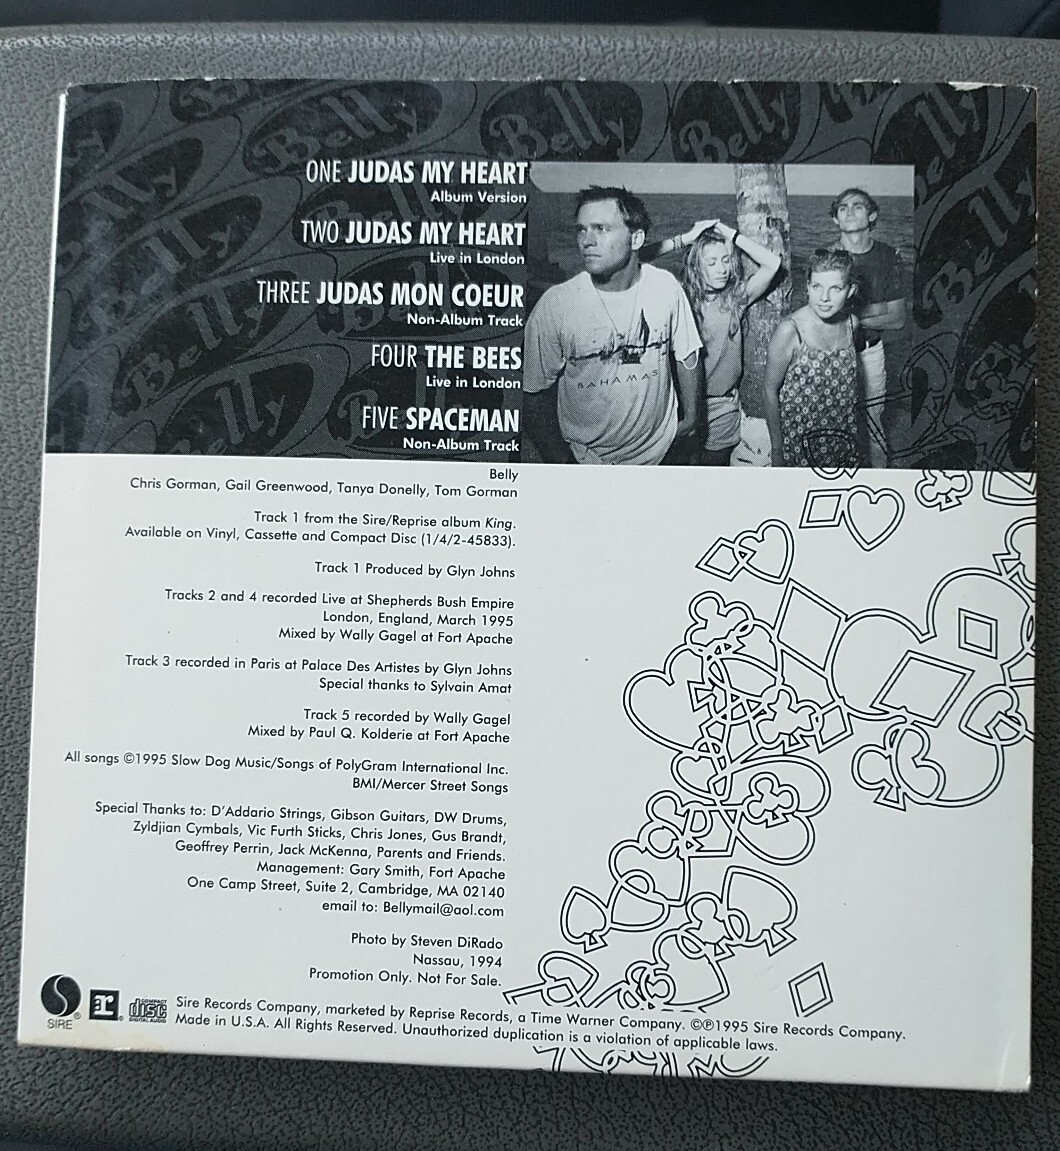 ONE JUDAS MY HEART
Album Version
TWO JUDAS MY HEART
Live in London
THREE JUDAS MON COEUR
Non-Album Track
FOUR THE BEES
Live in London
FIVE SPACEMAN
Non-Album Track
BAHAMAS
Belly
Belly
Belly
Belly
Belly
Belly
Belly
Chris Gorman, Gail Greenwood, Tanya Donelly, Tom Gorman
Track 1 from the Sire/Reprise album King.
Available on Vinyl, Cassette and Compact Disc (1/4/2-45833).
Track 1 Produced by Glyn Johns
Tracks 2 and 4 recorded Live at Shepherds Bush Empire
London, England, March 1995
Mixed by Wally Gagel at Fort Apache
Track 3 recorded in Paris at Palace Des Artistes by Glyn Johns
Special thanks to Sylvain Amat
Track 5 recorded by Wally Gagel
Mixed by Paul Q. Kolderie at Fort Apache
All songs ©1995 Slow Dog Music/Songs of PolyGram International Inc.
BMI/Mercer Street Songs
Special Thanks to: D'Addario Strings, Gibson Guitars, DW Drums,
Zyldjian Cymbals, Vic Furth Sticks, Chris Jones, Gus Brandt,
Geoffrey Perrin, Jack McKenna, Parents and Friends.
Management: Gary Smith, Fort Apache
One Camp Street, Suite 2, Cambridge, MA 02140
email to: Bellymail@aol.com
Photo by Steven DiRado
Nassau, 1994
Promotion Only. Not For Sale.
SIRE®
r®
COMPACT
disc
DIGITAL AUDIO
Sire Records Company, marketed by Reprise Records, a Time Warner Company. ©℗1995 Sire Records Company.
Made in U.S.A. All Rights Reserved. Unauthorized duplication is a violation of applicable laws.